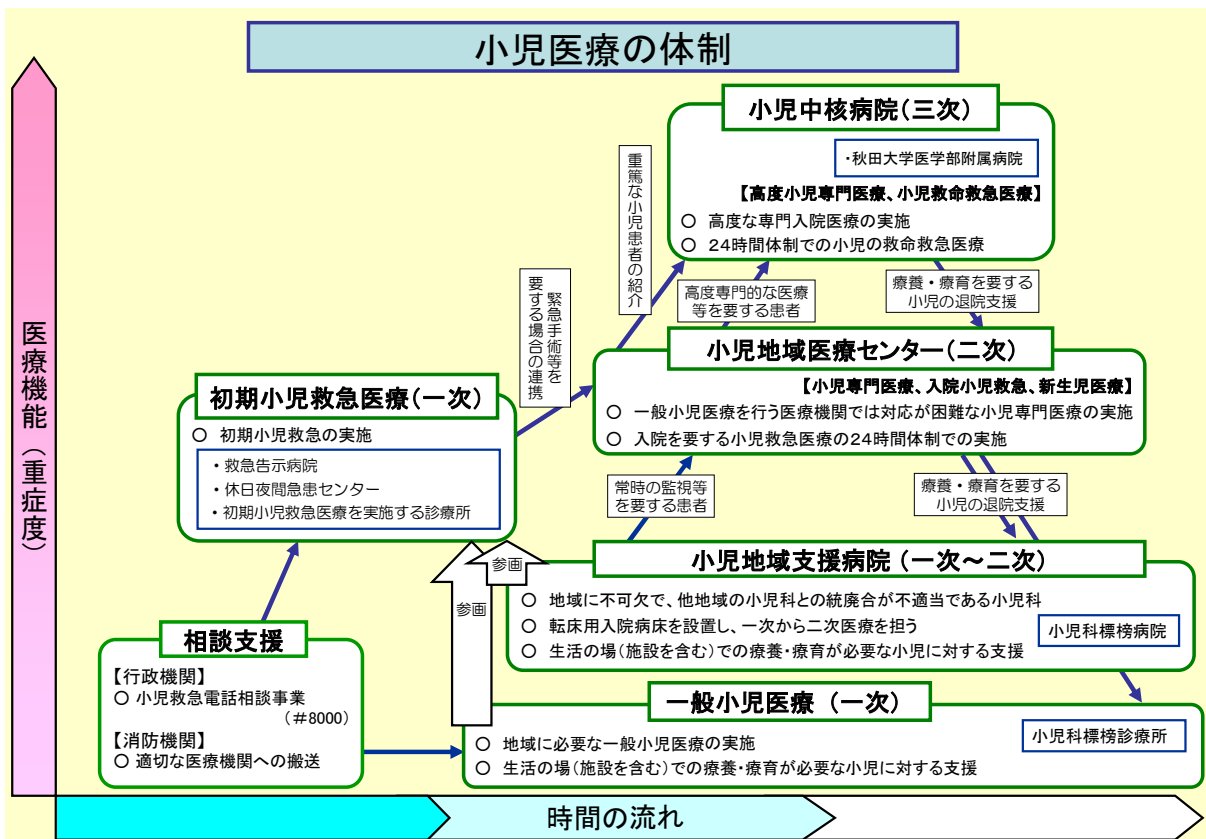 小児医療の体制
医療機能（重症度）
小児中核病院(三次)
・秋田大学医学部附属病院
【高度小児専門医療、小児救命救急医療】
○ 高度な専門入院医療の実施
○ 24時間体制での小児の救命救急医療
重篤な小児患者の紹介
緊急手術等を
要する場合の連携
高度専門的な医療
等を要する患者
療養・療育を要する
小児の退院支援
小児地域医療センター(二次)
【小児専門医療、入院小児救急、新生児医療】
○ 一般小児医療を行う医療機関では対応が困難な小児専門医療の実施
○ 入院を要する小児救急医療の24時間体制での実施
初期小児救急医療(一次)
○ 初期小児救急の実施
・救急告示病院
・休日夜間急患センター
・初期小児救急医療を実施する診療所
常時の監視等
を要する患者
療養・療育を要する
小児の退院支援
参画
参画
小児地域支援病院 (一次～二次)
○ 地域に不可欠で、他地域の小児科との統廃合が不適当である小児科
○ 転床用入院病床を設置し、一次から二次医療を担う
○ 生活の場(施設を含む)での療養・療育が必要な小児に対する支援
小児科標榜病院
相談支援
【行政機関】
○ 小児救急電話相談事業
(＃8000)
【消防機関】
○ 適切な医療機関への搬送
一般小児医療 (一次)
○ 地域に必要な一般小児医療の実施
○ 生活の場(施設を含む)での療養・療育が必要な小児に対する支援
小児科標榜診療所
時間の流れ